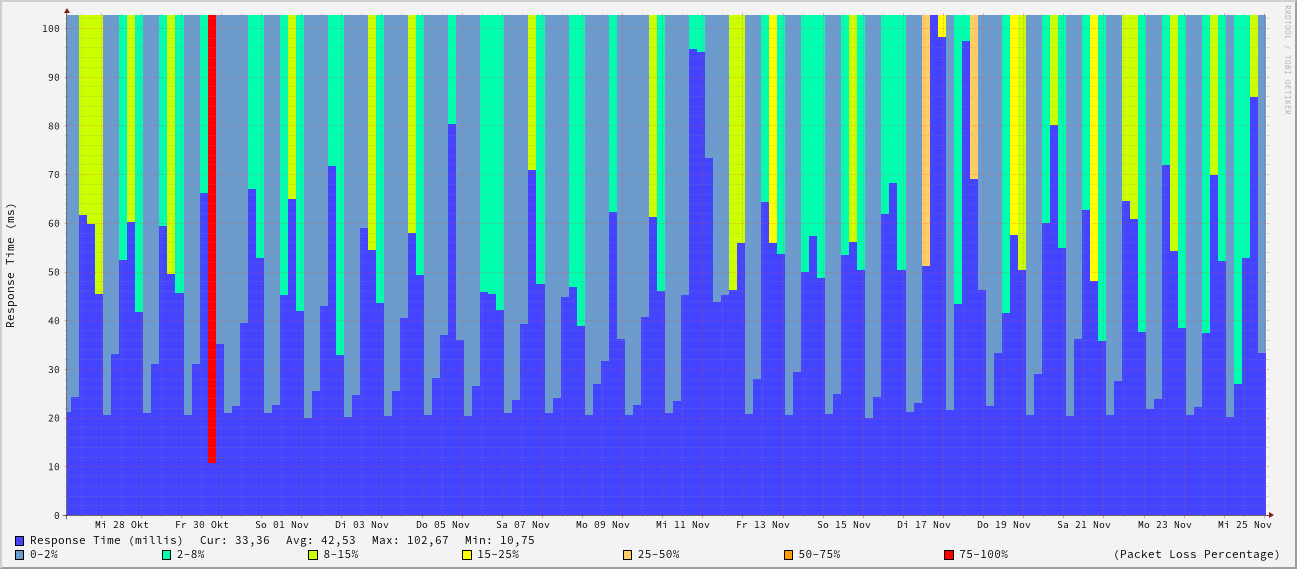 RRDTOOL / TOBI OETIKER
Response Time (ms)
100
90
80
70
60
50
40
30
20
10
0
Mi 28 Okt Fr 30 Okt So 01 Nov Di 03 Nov Do 05 Nov Sa 07 Nov Mo 09 Nov Mi 11 Nov Fr 13 Nov So 15 Nov Di 17 Nov Do 19 Nov Sa 21 Nov Mo 23 Nov Mi 25 Nov
Response Time (millis) Cur: 33,36 Avg: 42,53 Max: 102,67 Min: 10,75
0-2% 2-8% 8-15% 15-25% 25-50% 50-75% 75-100% (Packet Loss Percentage)